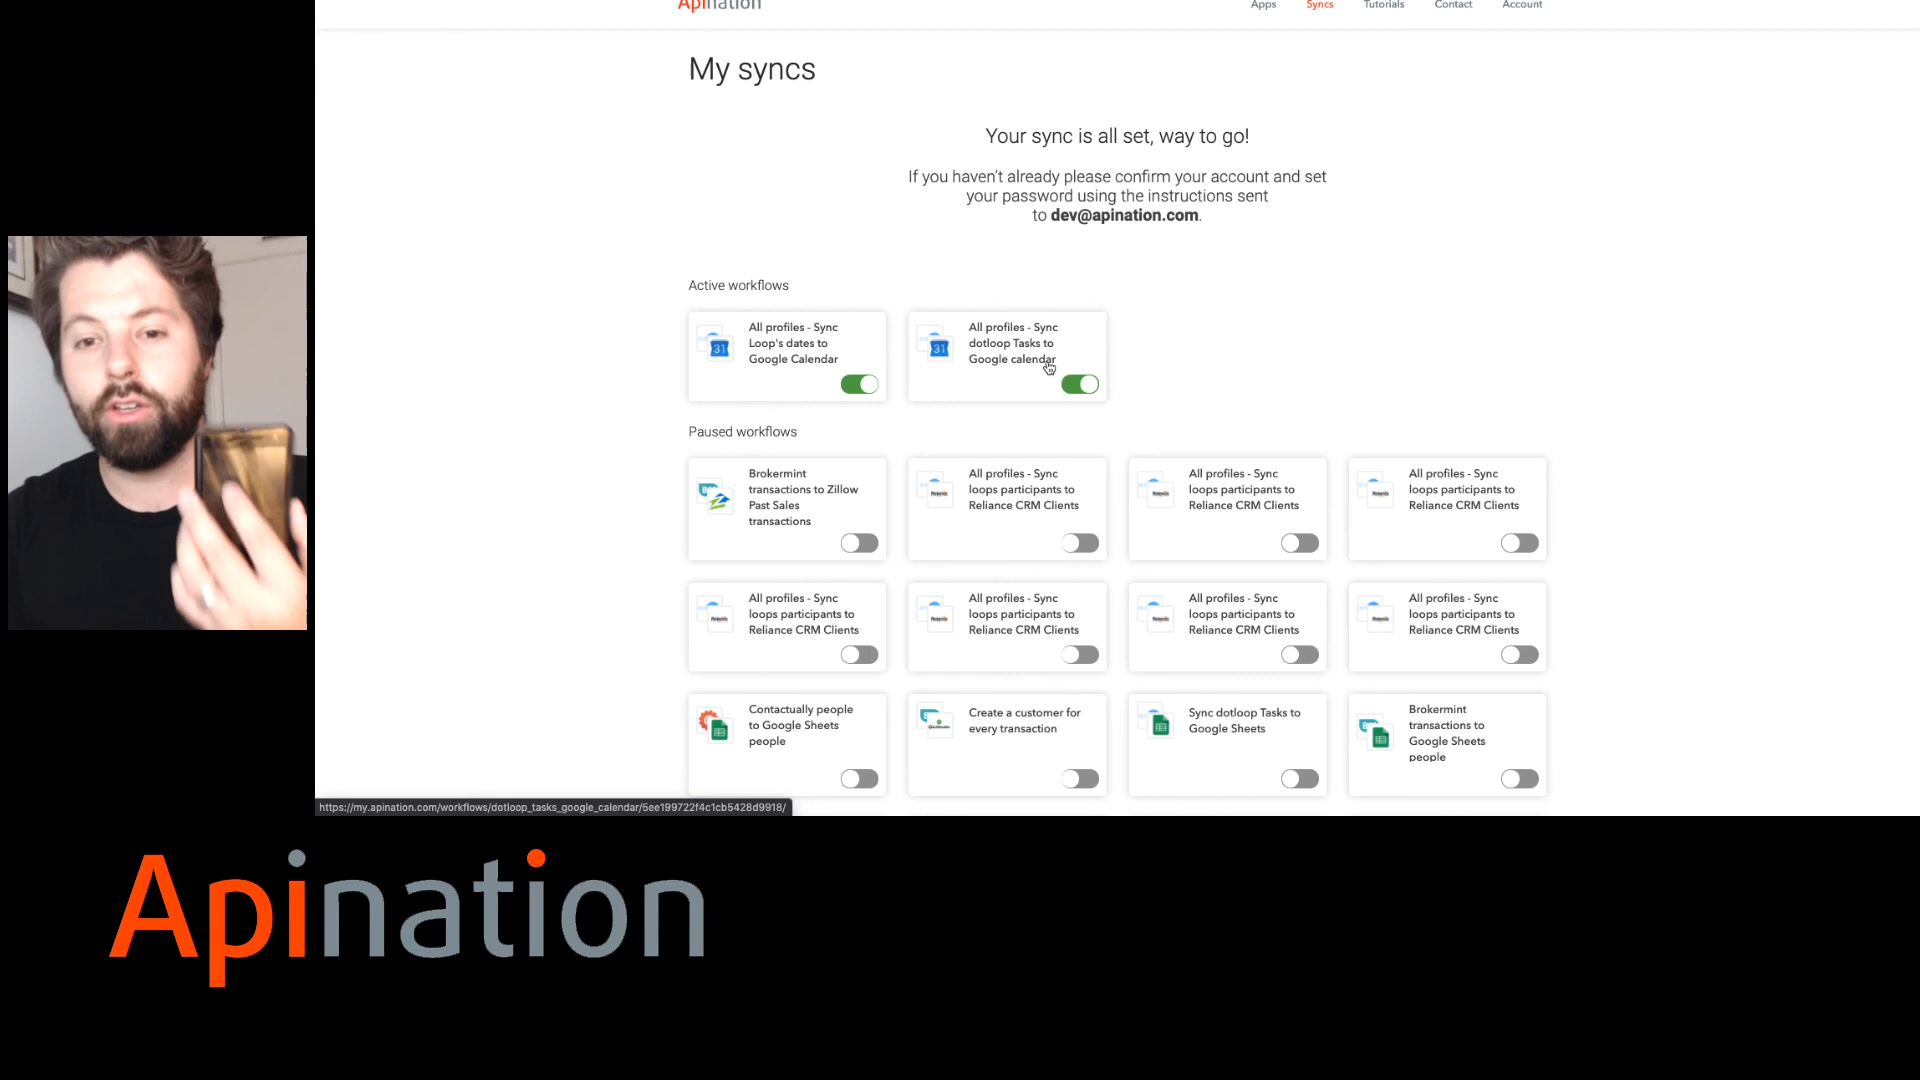 Apination
Apps Syncs Tutorials Contact Account
My syncs
Your sync is all set, way to go!
If you haven't already please confirm your account and set
your password using the instructions sent
to dev@apination.com.
Active workflows
All profiles - Sync
Loop's dates to
Google Calendar
31
All profiles - Sync
dotloop Tasks to
Google calendar
31
Paused workflows
Brokermint
transactions to Zillow
Past Sales
transactions
All profiles - Sync
loops participants to
Reliance CRM Clients
All profiles - Sync
loops participants to
Reliance CRM Clients
All profiles - Sync
loops participants to
Reliance CRM Clients
All profiles - Sync
loops participants to
Reliance CRM Clients
All profiles - Sync
loops participants to
Reliance CRM Clients
All profiles - Sync
loops participants to
Reliance CRM Clients
All profiles - Sync
loops participants to
Reliance CRM Clients
Contactually people
to Google Sheets
people
Create a customer for
every transaction
Sync dotloop Tasks to
Google Sheets
Brokermint
transactions to
Google Sheets
people
https://my.apination.com/workflows/dotloop_tasks_google_calendar/5ee199722f4c1cb5428d9918/
Apination